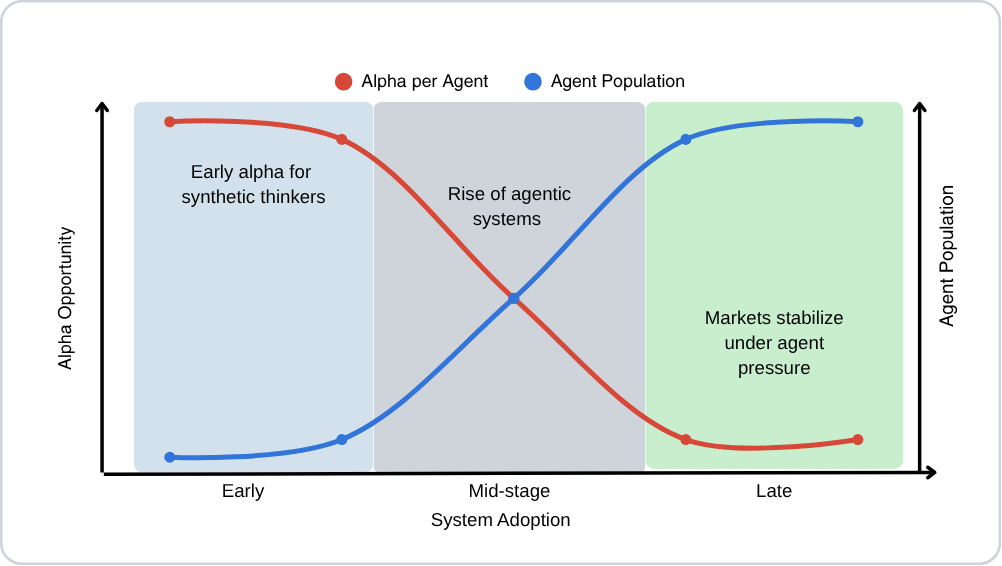 Alpha per Agent
Agent Population
Early alpha for
synthetic thinkers
Rise of agentic
systems
Markets stabilize
under agent
pressure
Alpha Opportunity
Agent Population
Early
Mid-stage
Late
System Adoption